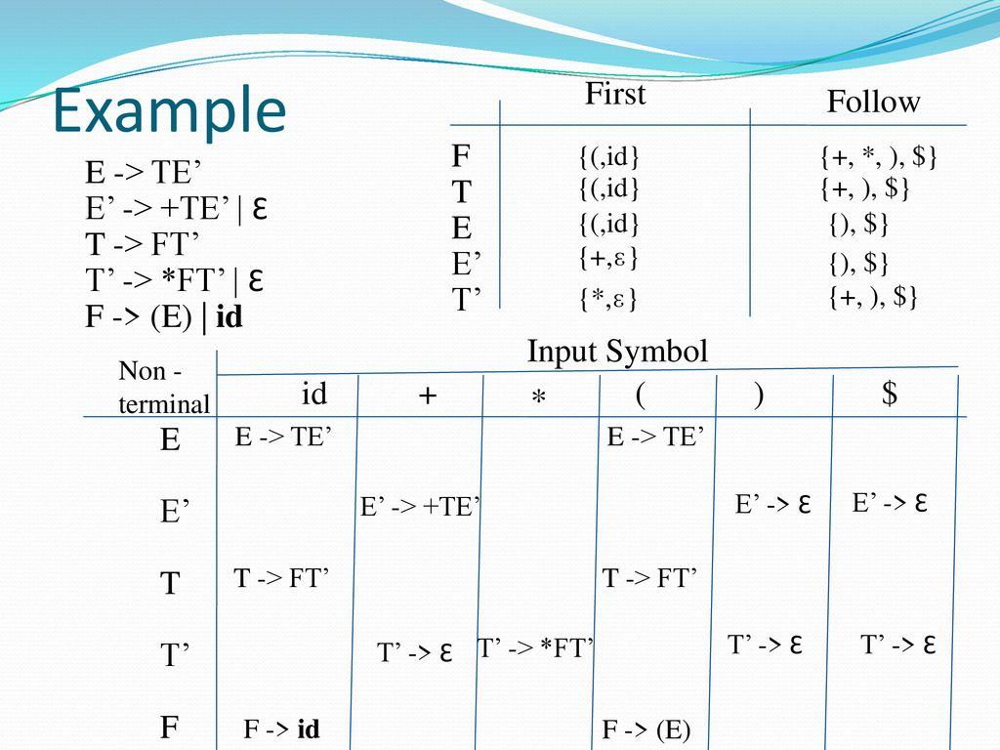 Example
E -> TE’
E’ -> +TE’ | Ɛ
T -> FT’
T’ -> *FT’ | Ɛ
F -> (E) | id
First Follow
F {(,id} {+, *, ), $}
T {(,id} {+, ), $}
E {(,id} {), $}
E’ {+,ε} {), $}
T’ {*,ε} {+, ), $}
Input Symbol
Non -
terminal
id + * ( ) $
E E -> TE’ E -> TE’
E’ E’ -> +TE’ E’ -> Ɛ E’ -> Ɛ
T T -> FT’ T -> FT’
T’ T’ -> Ɛ T’ -> *FT’ T’ -> Ɛ T’ -> Ɛ
F F -> id F -> (E)